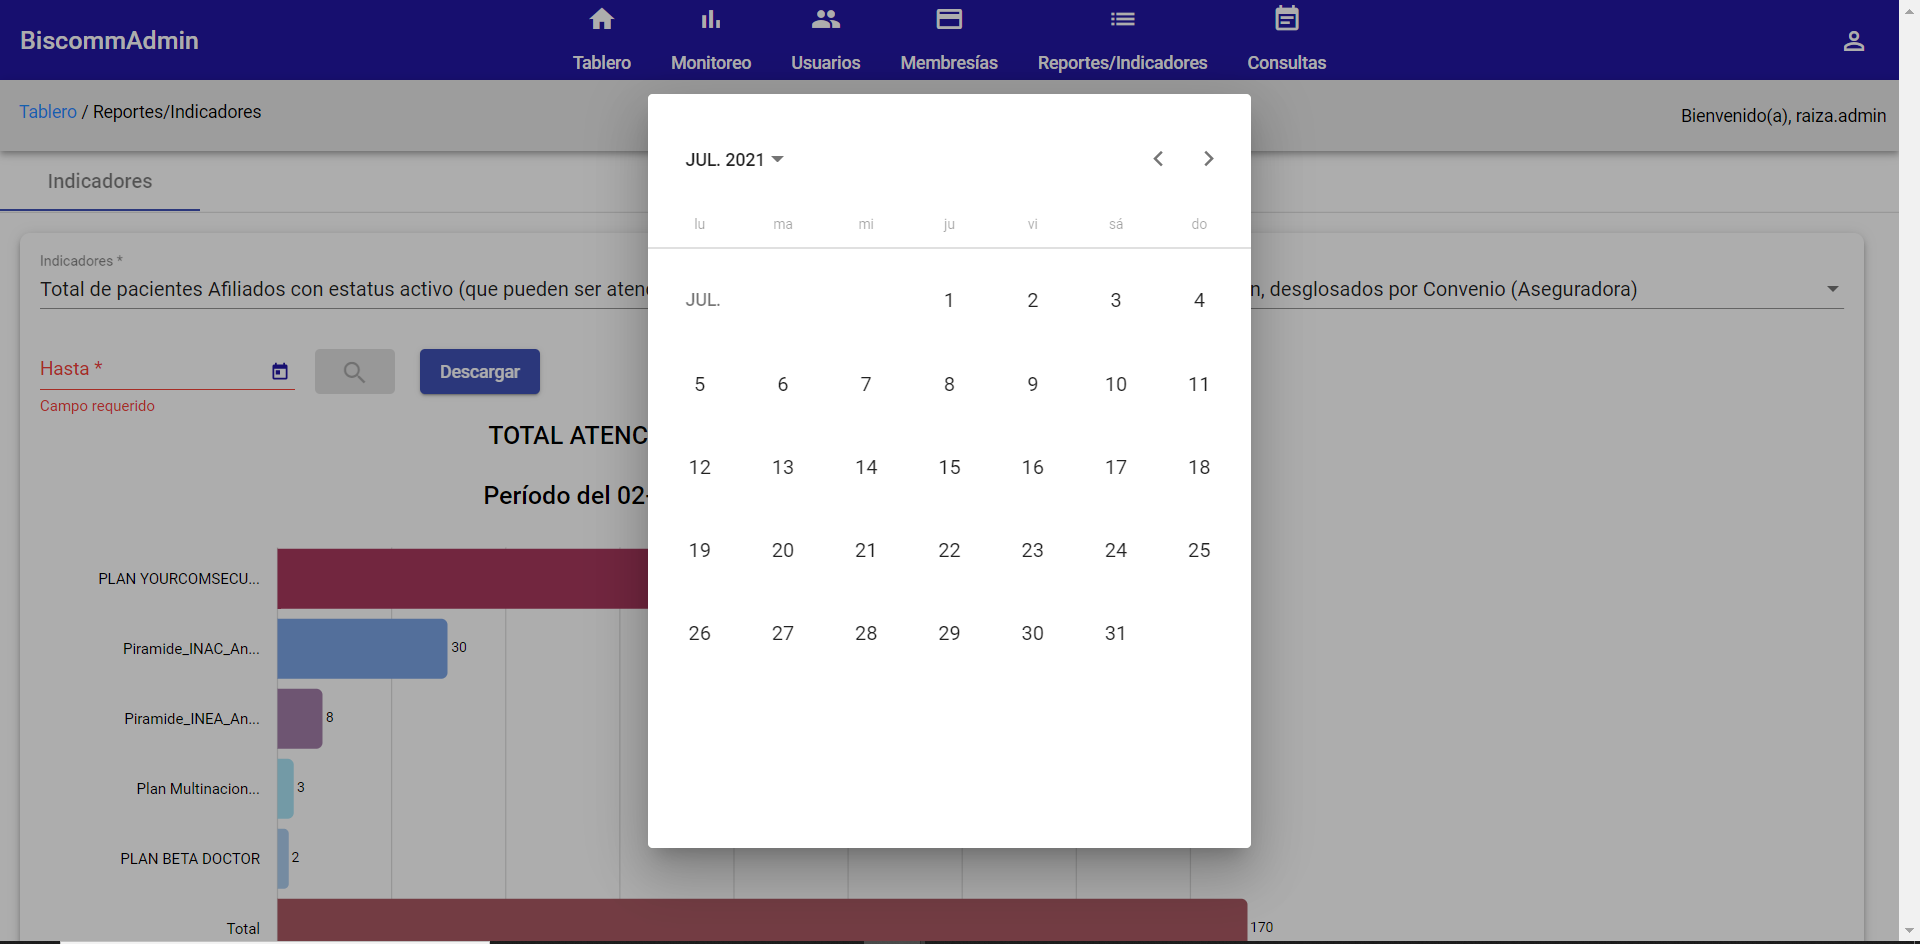 BiscommAdmin
Tablero
Monitoreo
Usuarios
Membresías
Reportes/Indicadores
Consultas
Tablero / Reportes/Indicadores
Bienvenido(a), raiza.admin
Indicadores
Indicadores *
Total de pacientes Afiliados con estatus activo (que pueden ser
desglosados por Convenio (Aseguradora)
Hasta *
Campo requerido
Descargar
TOTAL
Período del 02-
PLAN YOURCOMSECU...
Piramide_INAC_An...
30
Piramide_INEA_An...
8
Plan Multinacion...
3
PLAN BETA DOCTOR
2
Total
170
JUL. 2021
lu ma mi ju vi sá do
JUL. 1 2 3 4
5 6 7 8 9 10 11
12 13 14 15 16 17 18
19 20 21 22 23 24 25
26 27 28 29 30 31